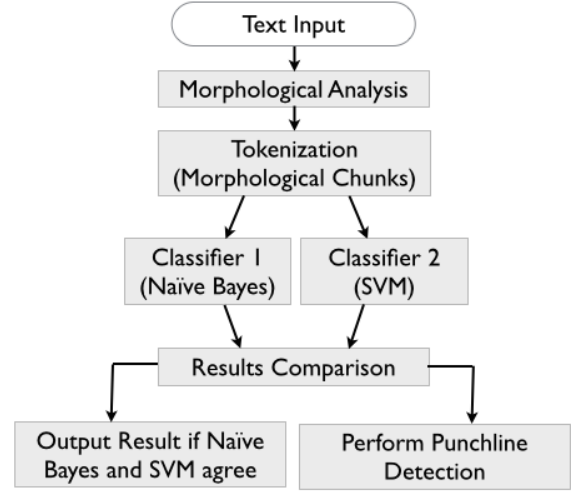 Text Input
Morphological Analysis
Tokenization
(Morphological Chunks)
Classifier 1
(Naïve Bayes)
Classifier 2
(SVM)
Results Comparison
Output Result if Naïve
Bayes and SVM agree
Perform Punchline
Detection